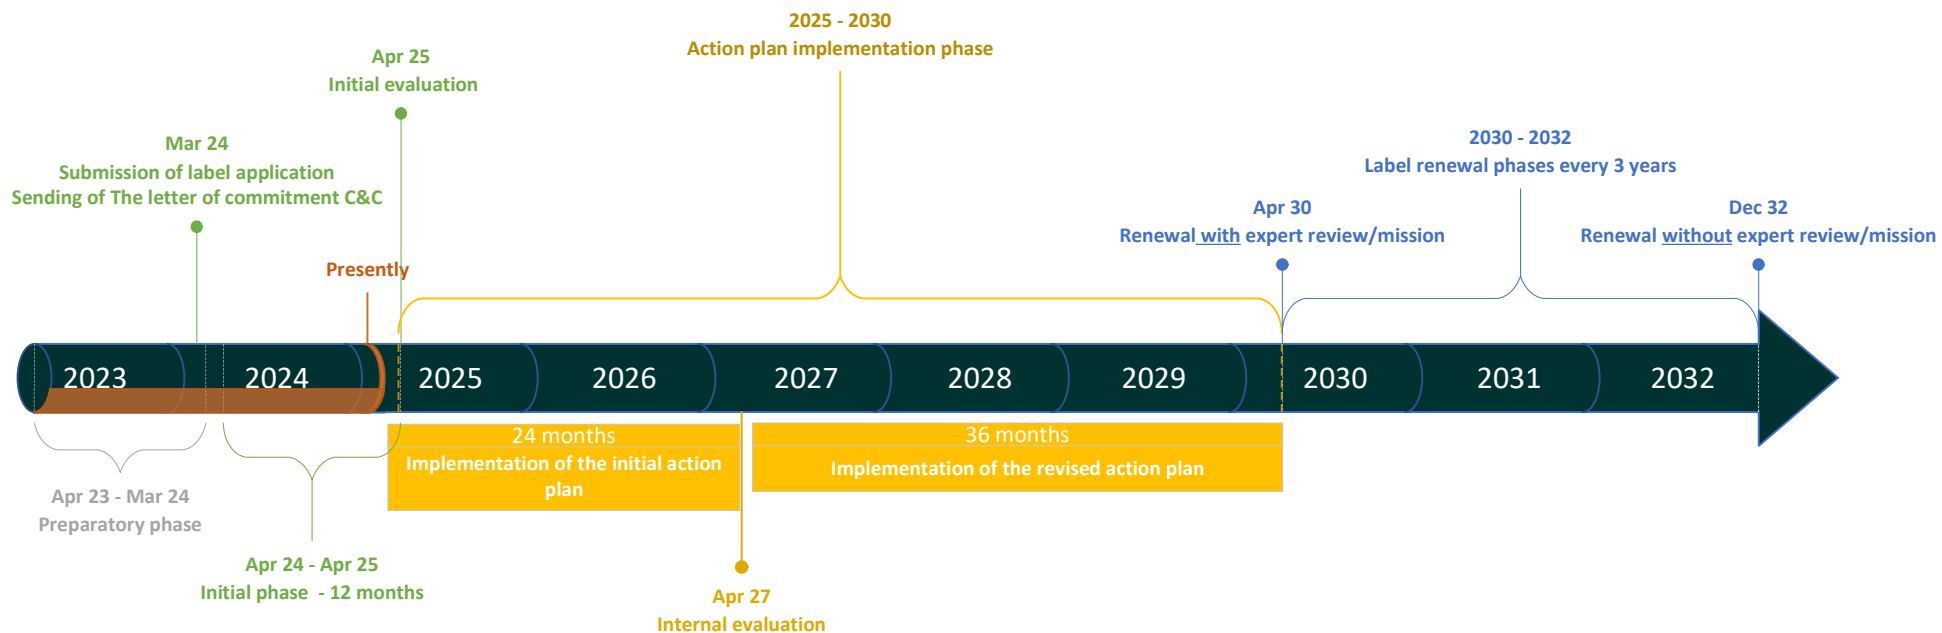 2025 - 2030
Action plan implementation phase
Apr 25
Initial evaluation
Mar 24
Submission of label application
Sending of The letter of commitment C&C
2030 - 2032
Label renewal phases every 3 years
Apr 30
Renewal with expert review/mission
Dec 32
Renewal without expert review/mission
Presently
2023
2024
2025
2026
2027
2028
2029
2030
2031
2032
24 months
Implementation of the initial action
plan
36 months
Implementation of the revised action plan
Apr 23 - Mar 24
Preparatory phase
Apr 24 - Apr 25
Initial phase - 12 months
Apr 27
Internal evaluation